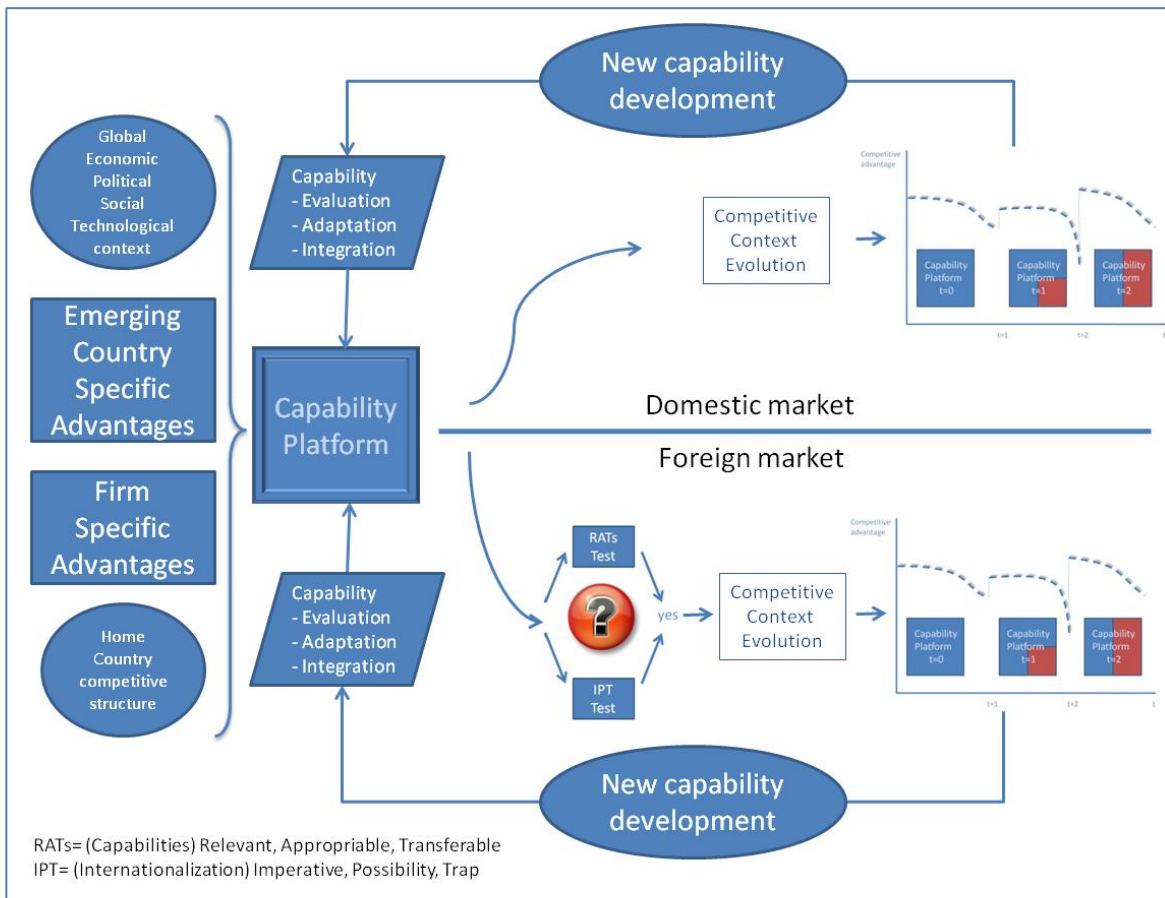 New capability
development
Global
Economic
Political
Social
Technological
context
Capability
- Evaluation
- Adaptation
- Integration
Emerging
Country
Specific
Advantages
Firm
Specific
Advantages
Home
Country
competitive
structure
Capability
Platform
Capability
- Evaluation
- Adaptation
- Integration
Competitive
Context
Evolution
Competitive
advantage
Capability
Platform
t=0
Capability
Platform
t=1
Capability
Platform
t=2
t=1
t=2
t
Domestic market
Foreign market
RATs
Test
?
IPT
Test
yes
Competitive
Context
Evolution
Competitive
advantage
Capability
Platform
t=0
Capability
Platform
t=1
Capability
Platform
t=2
t=1
t=2
t
New capability
development
RATs= (Capabilities) Relevant, Appropriable, Transferable
IPT= (Internationalization) Imperative, Possibility, Trap